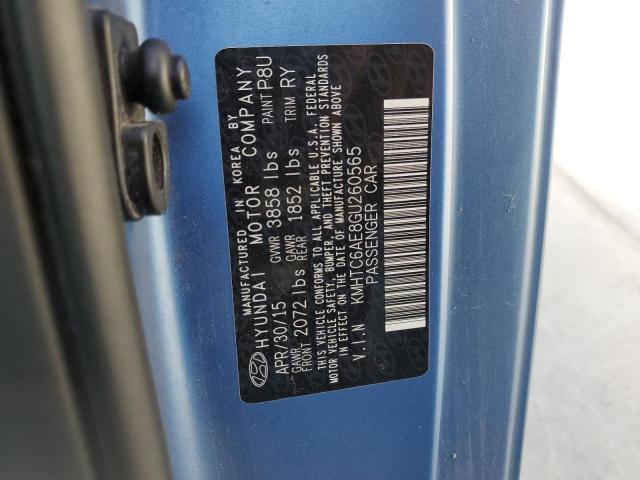 MANUFACTURED IN KOREA BY
HYUNDAI MOTOR COMPANY
APR/30/15 GVWR 3858 lbs PAINT P8U
GAWR FRONT 2072 lbs GAWR REAR 1852 lbs TRIM RY
THIS VEHICLE CONFORMS TO ALL APPLICABLE U.S.A. FEDERAL
MOTOR VEHICLE SAFETY, BUMPER, AND THEFT PREVENTION STANDARDS
IN EFFECT ON THE DATE OF MANUFACTURE SHOWN ABOVE
V.I.N KMHTC6AE8GU260565
PASSENGER CAR